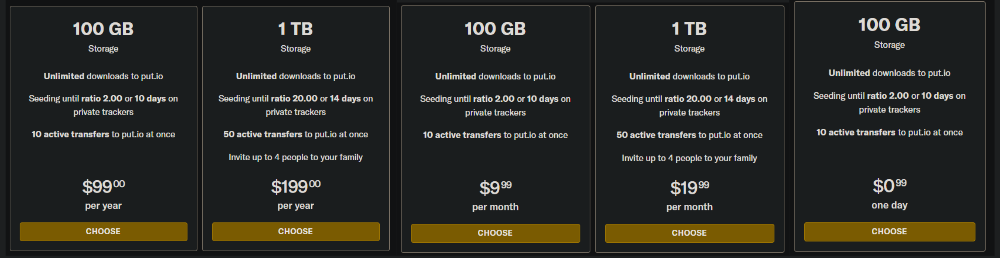 100 GB
Storage
Unlimited downloads to put.io
Seeding until ratio 2.00 or 10 days on
private trackers
10 active transfers to put.io at once
$99 00
per year
CHOOSE
1 TB
Storage
Unlimited downloads to put.io
Seeding until ratio 20.00 or 14 days on
private trackers
50 active transfers to put.io at once
Invite up to 4 people to your family
$199 00
per year
CHOOSE
100 GB
Storage
Unlimited downloads to put.io
Seeding until ratio 2.00 or 10 days on
private trackers
10 active transfers to put.io at once
$9 99
per month
CHOOSE
1 TB
Storage
Unlimited downloads to put.io
Seeding until ratio 20.00 or 14 days on
private trackers
50 active transfers to put.io at once
Invite up to 4 people to your family
$19 99
per month
CHOOSE
100 GB
Storage
Unlimited downloads to put.io
Seeding until ratio 2.00 or 10 days on
private trackers
10 active transfers to put.io at once
$0 99
one day
CHOOSE